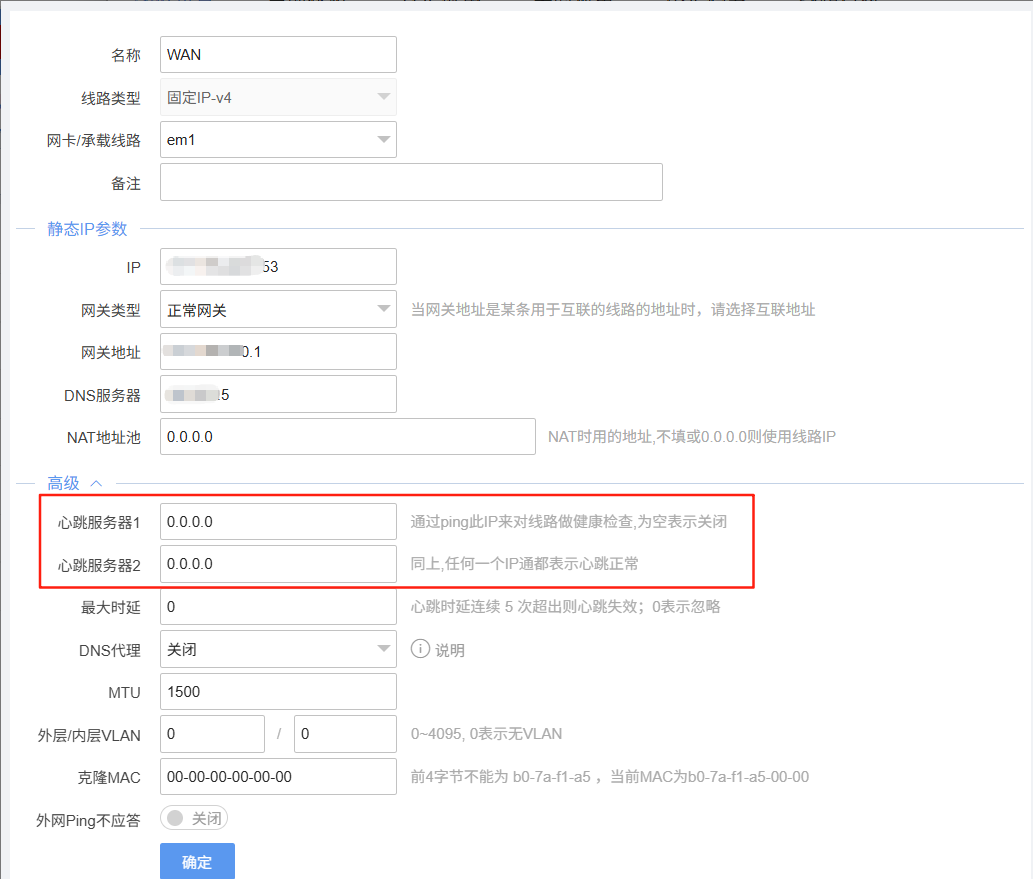 名称 WAN
线路类型 固定IP-v4
网卡/承载线路 em1
备注
静态IP参数
IP 53
网关类型 正常网关 当网关地址是某条用于互联的线路的地址时，请选择互联地址
网关地址 0.1
DNS服务器 5
NAT地址池 0.0.0.0 NAT时用的地址,不填或0.0.0.0则使用线路IP
高级
心跳服务器1 0.0.0.0 通过ping此IP来对线路做健康检查,为空表示关闭
心跳服务器2 0.0.0.0 同上,任何一个IP通都表示心跳正常
最大时延 0 心跳时延连续 5 次超出则心跳失效；0表示忽略
DNS代理 关闭 说明
MTU 1500
外层/内层VLAN 0 / 0 0~4095, 0表示无VLAN
克隆MAC 00-00-00-00-00-00 前4字节不能为 b0-7a-f1-a5 ，当前MAC为b0-7a-f1-a5-00-00
外网Ping不应答 关闭
确定